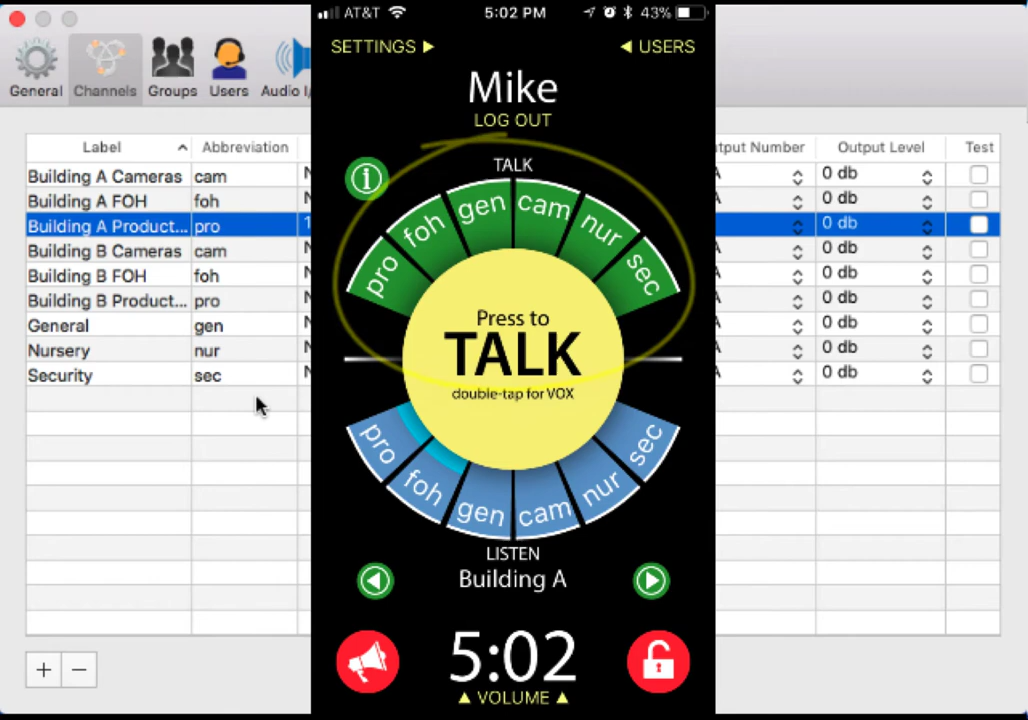 AT&T 5:02 PM 43%
SETTINGS ▶ ◀ USERS
Mike
LOG OUT
General Channels Groups Users Audio
Label Abbreviation Number Output Level Test
TALK
i
pro foh gen cam nur sec
Building A Cameras cam 0 db
Building A FOH foh 0 db
Building A Product... pro 0 db
Building B Cameras cam 0 db
Building B FOH foh 0 db
Building B Product... pro 0 db
General gen 0 db
Nursery nur 0 db
Security sec 0 db
Press to
TALK
double-tap for VOX
pro foh gen cam nur sec
LISTEN
Building A
5:02
▲ VOLUME ▲